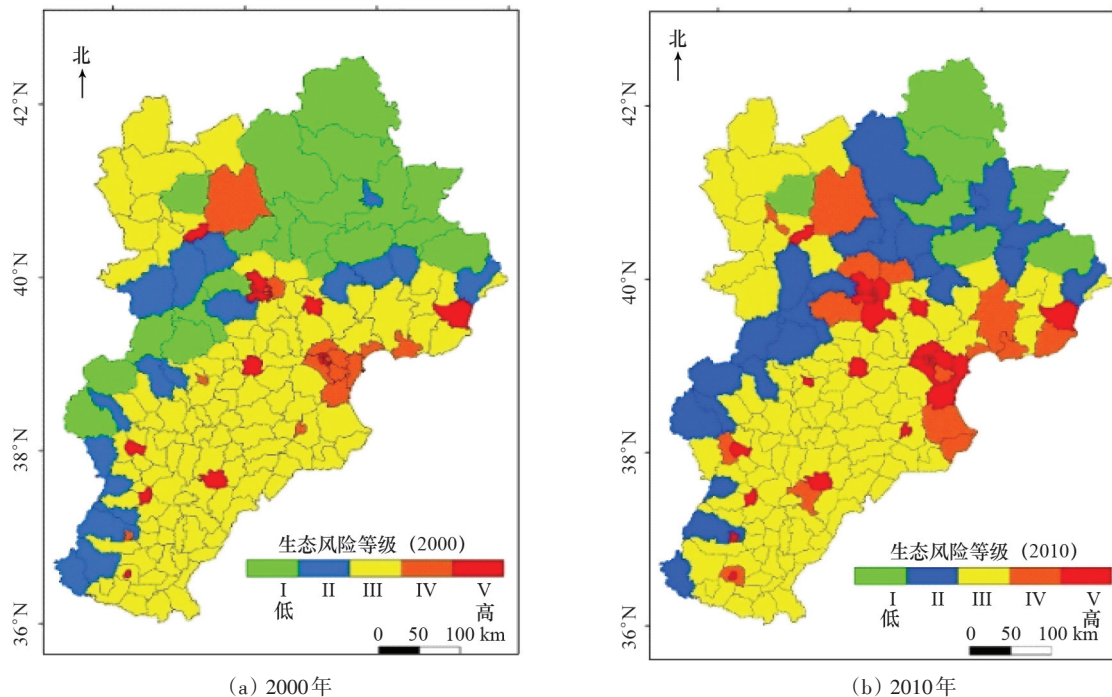 北
42°N
40°N
38°N
36°N
生态风险等级（2000）
I II III IV V
低 高
0 50 100 km
(a) 2000年
北
42°N
40°N
38°N
36°N
生态风险等级（2010）
I II III IV V
低 高
0 50 100 km
(b) 2010年